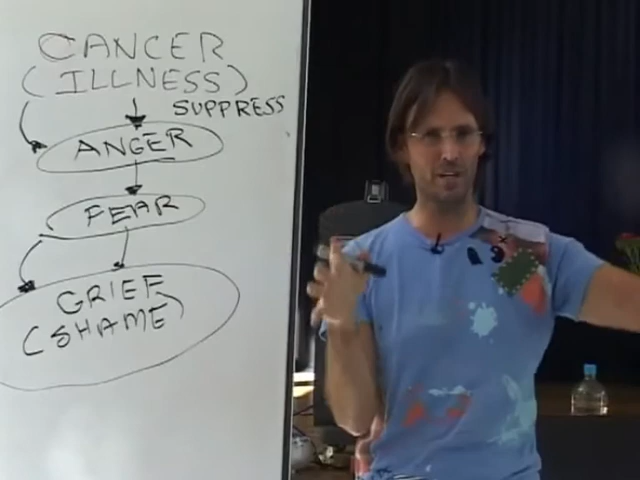 CANCER
(ILLNESS)
SUPPRESS
ANGER
FEAR
GRIEF
(SHAME)